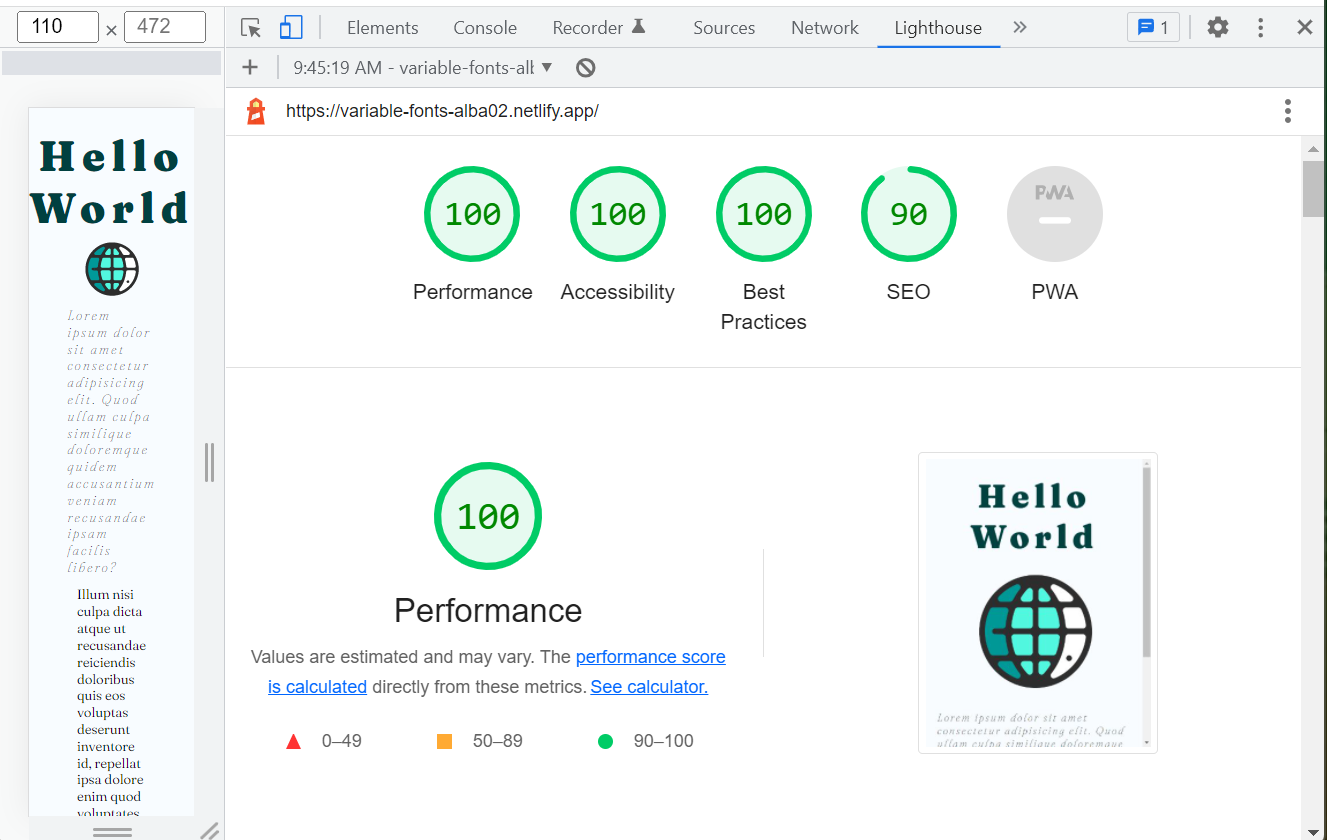 110 × 472
Elements Console Recorder Sources Network Lighthouse 1
9:45:19 AM - variable-fonts-alb
https://variable-fonts-alba02.netlify.app/
Hello
World
Lorem
ipsum dolor
sit amet
consectetur
adipisicing
elit. Quod
ullam culpa
similique
doloremque
quidem
accusantium
veniam
recusandae
ipsam
facilis
libero?
Illum nisi
culpa dicta
atque ut
recusandae
reiciendis
doloribus
quis eos
voluptas
deserunt
inventore
id, repellat
ipsa dolore
enim quod
voluptates
100 100 100 90 PWA
Performance Accessibility Best SEO PWA
Practices
100
Performance
Values are estimated and may vary. The performance score
is calculated directly from these metrics. See calculator.
0–49 50–89 90–100
Hello
World
Lorem ipsum dolor sit amet
consectetur adipisicing elit. Quod
ullam culpa similique doloremque